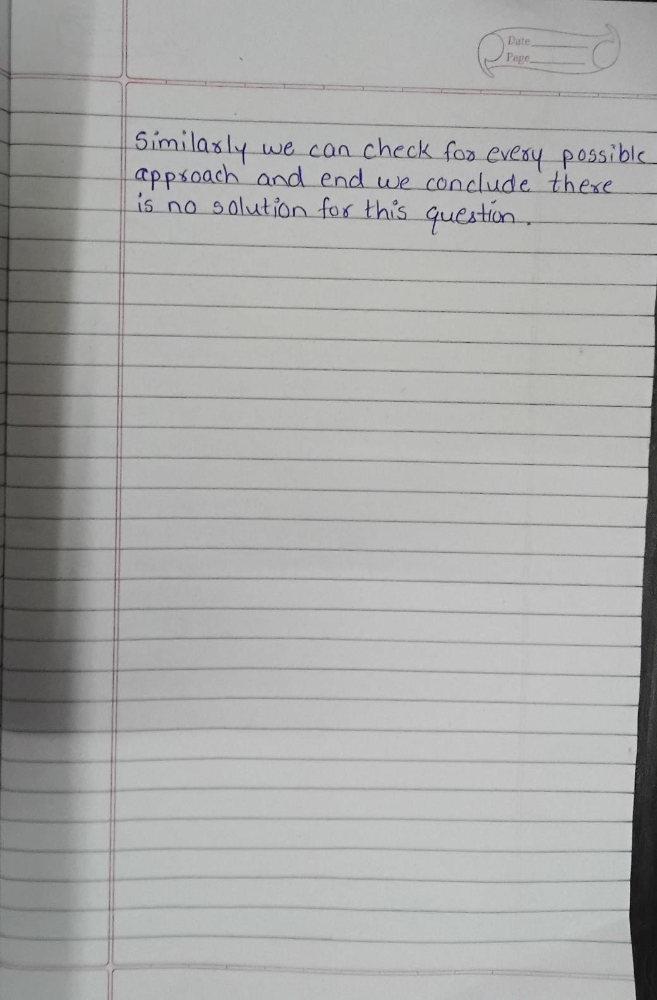 Date
Page
Similarly we can check for every possible
approach and end we conclude there
is no solution for this question.